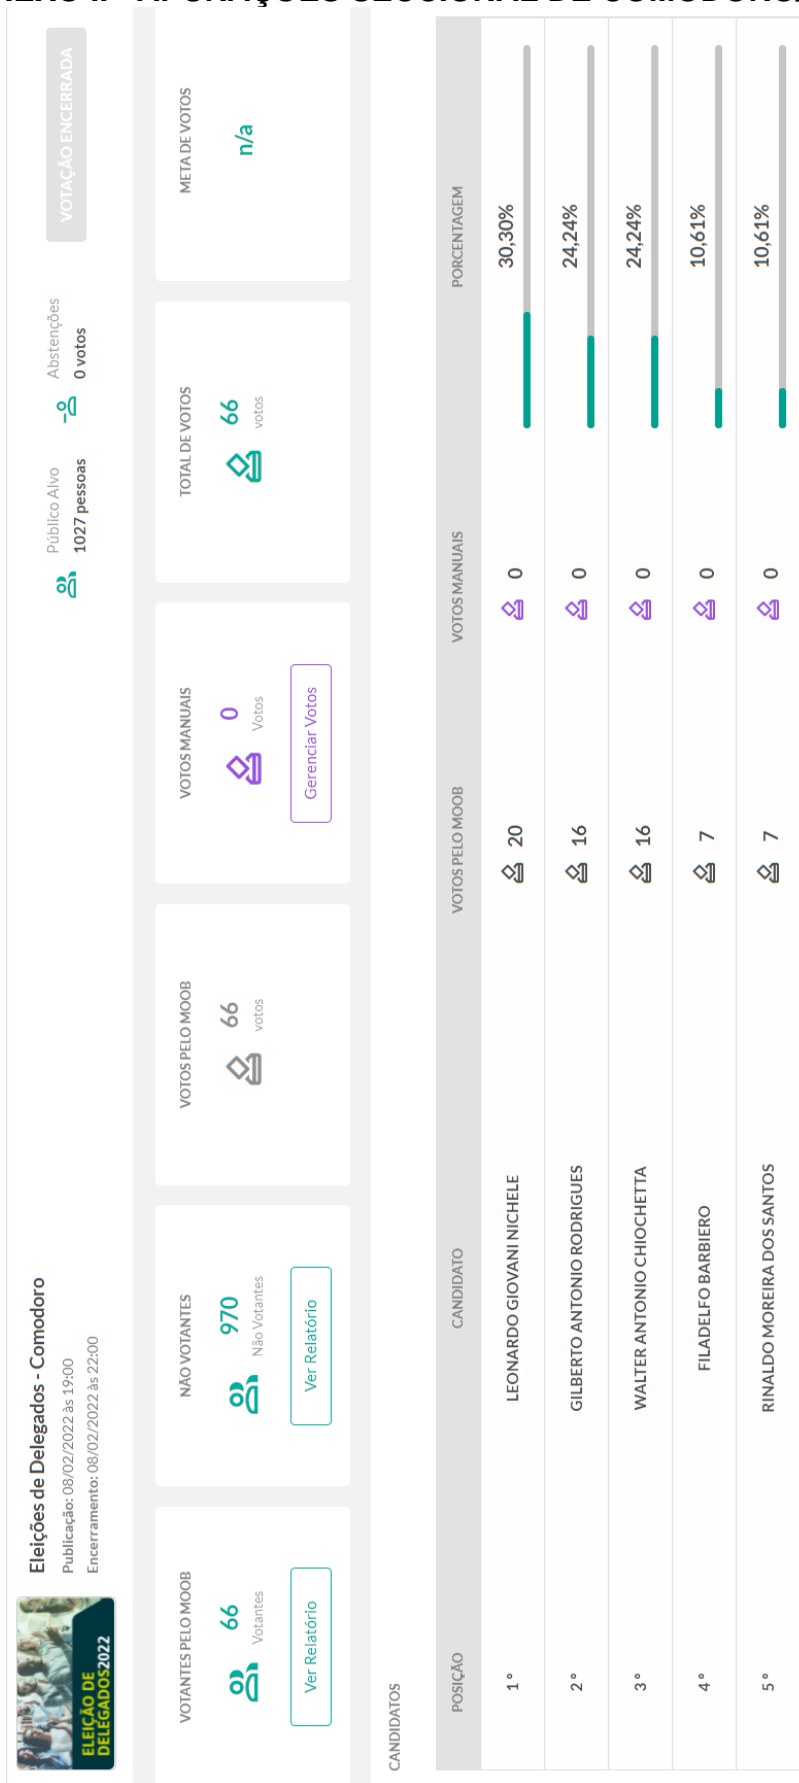 ELEIÇÃO DE
DELEGADOS2022
Eleições de Delegados - Comodoro
Publicação: 08/02/2022 às 19:00
Encerramento: 08/02/2022 às 22:00
Público Alvo
1027 pessoas
Abstenções
0 votos
VOTAÇÃO ENCERRADA
VOTANTES PELO MOOB
66
Votantes
Ver Relatório
NÃO VOTANTES
970
Não Votantes
Ver Relatório
VOTOS PELO MOOB
66
votos
VOTOS MANUAIS
0
Votos
Gerenciar Votos
TOTAL DE VOTOS
66
votos
META DE VOTOS
n/a
CANDIDATOS
POSIÇÃO CANDIDATO VOTOS PELO MOOB VOTOS MANUAIS PORCENTAGEM
1º LEONARDO GIOVANI NICHELE 20 0 30,30%
2º GILBERTO ANTONIO RODRIGUES 16 0 24,24%
3º WALTER ANTONIO CHIOCHETTA 16 0 24,24%
4º FILADELFO BARBIERO 7 0 10,61%
5º RINALDO MOREIRA DOS SANTOS 7 0 10,61%